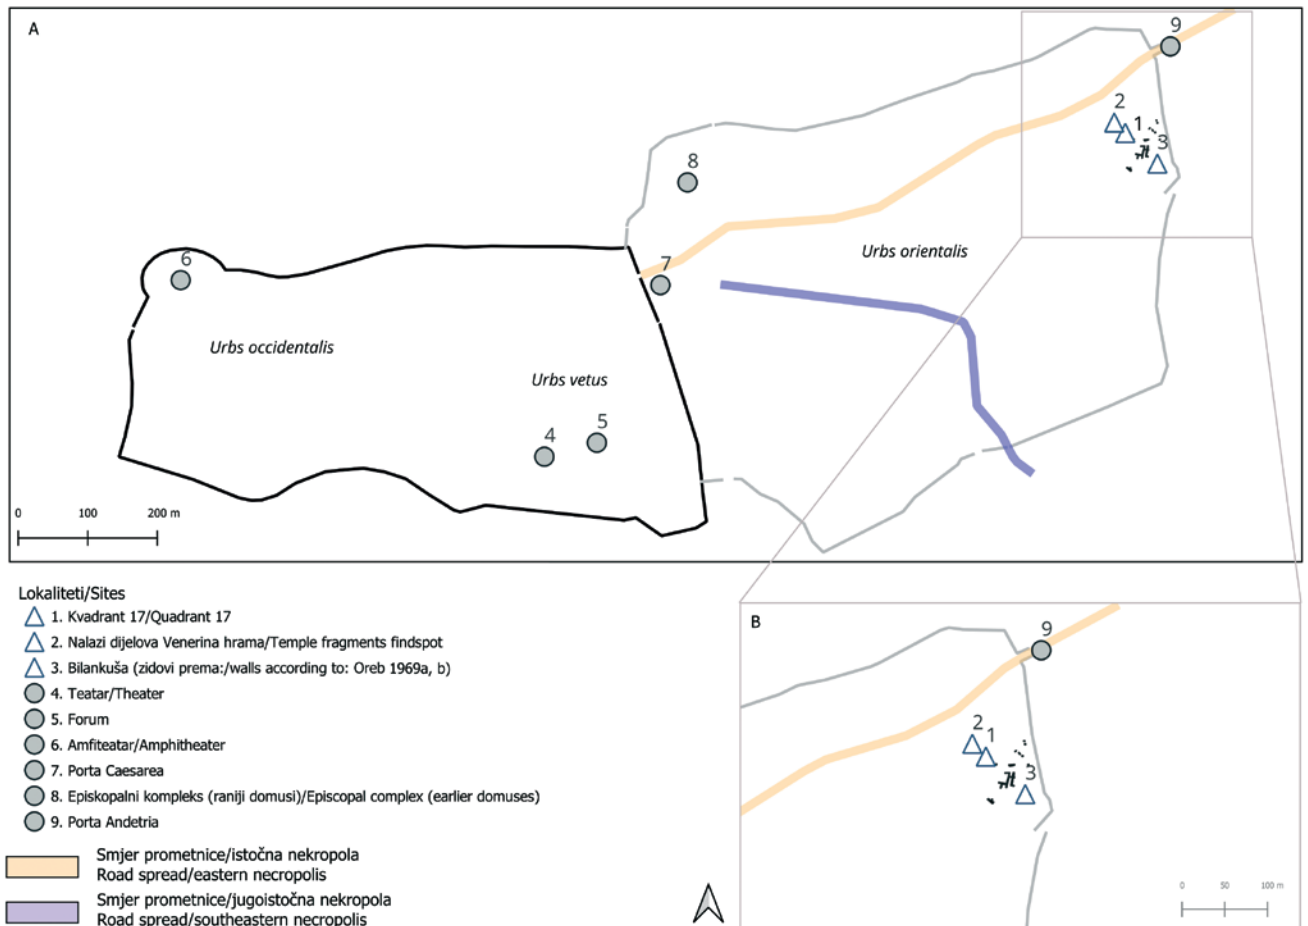 A
9
2
1
3
8
Urbs orientalis
6
7
Urbs occidentalis
Urbs vetus
5
4
0 100 200 m
Lokaliteti/Sites
1. Kvadrant 17/Quadrant 17
2. Nalazi dijelova Venerina hrama/Temple fragments findspot
3. Bilankuša (zidovi prema:/walls according to: Oreb 1969a, b)
4. Teatar/Theater
5. Forum
6. Amfiteatar/Amphitheater
7. Porta Caesarea
8. Episkopalni kompleks (raniji domusi)/Episcopal complex (earlier domuses)
9. Porta Andetria
Smjer prometnice/istočna nekropola
Road spread/eastern necropolis
Smjer prometnice/jugoistočna nekropola
Road spread/southeastern necropolis
B
9
2
1
3
0 50 100 m